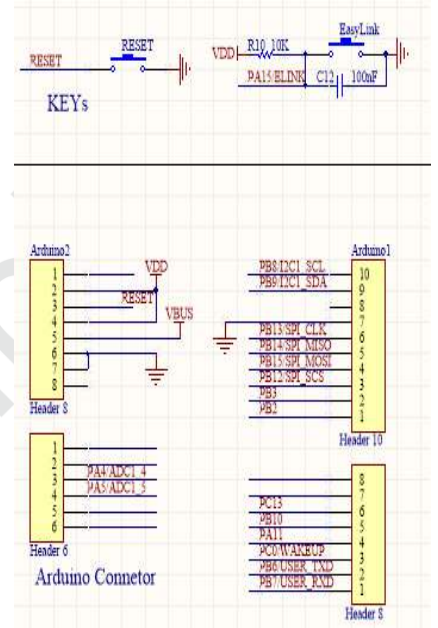 RESET
RESET
KEYs
EasyLink
VDD
R10 10K
PA15/ELINK
C12
100nF
Arduino2
1
2
3
4
5
6
7
8
VDD
RESET
VBUS
Header 8
1
2
3
4
5
6
PA4/ADC1_4
PA5/ADC1_5
Header 6
Arduino Connetor
Arduino1
PB8/I2C1_SCL
PB9/I2C1_SDA
PB13/SPI_CLK
PB14/SPI_MISO
PB15/SPI_MOSI
PB12/SPI_SCS
PB3
PB2
10
9
8
7
6
5
4
3
2
1
Header 10
PC13
PB10
PA11
PC0/WAKEUP
PB6/USER_TXD
PB7/USER_RXD
8
7
6
5
4
3
2
1
Header 8